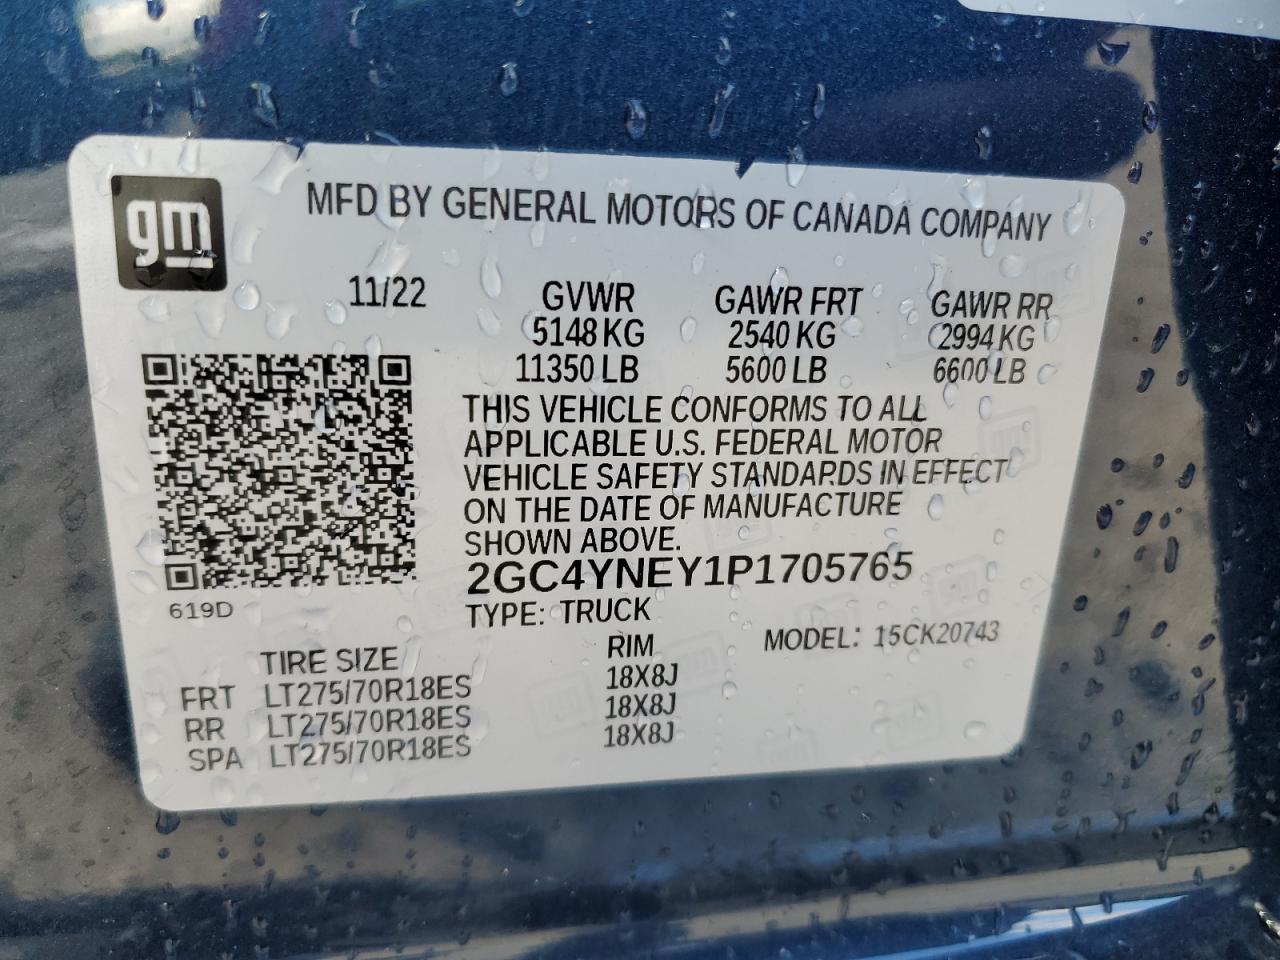 gm
MFD BY GENERAL MOTORS OF CANADA COMPANY
11/22 GVWR GAWR FRT GAWR RR
5148 KG 2540 KG 2994 KG
11350 LB 5600 LB 6600 LB
THIS VEHICLE CONFORMS TO ALL
APPLICABLE U.S. FEDERAL MOTOR
VEHICLE SAFETY STANDARDS IN EFFECT
ON THE DATE OF MANUFACTURE
SHOWN ABOVE.
2GC4YNEY1P1705765
619D
TYPE: TRUCK MODEL: 15CK20743
TIRE SIZE RIM
FRT LT275/70R18ES 18X8J
RR LT275/70R18ES 18X8J
SPA LT275/70R18ES 18X8J